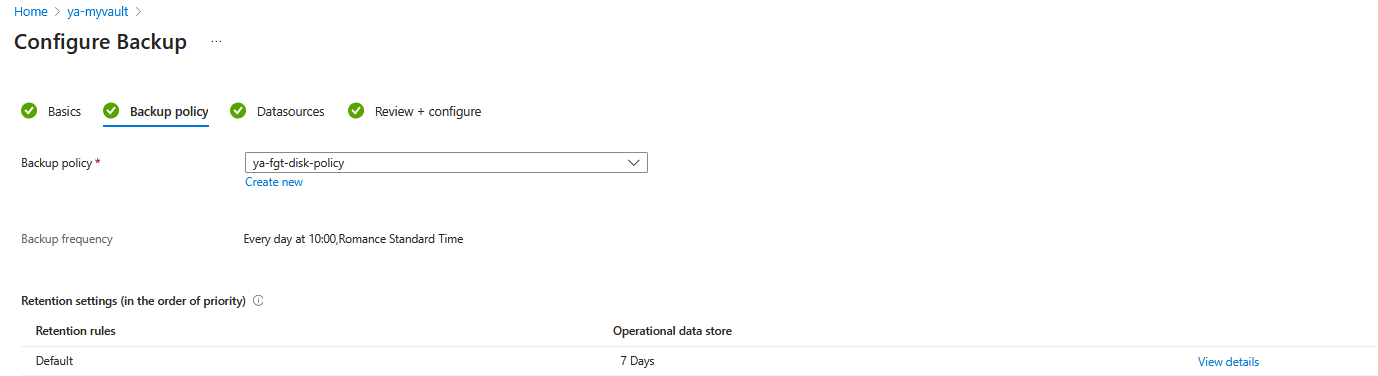 Home > ya-myvault >
Configure Backup ...
Basics Backup policy Datasources Review + configure
Backup policy * ya-fgt-disk-policy
Create new
Backup frequency Every day at 10:00,Romance Standard Time
Retention settings (in the order of priority)
Retention rules Operational data store
Default 7 Days View details